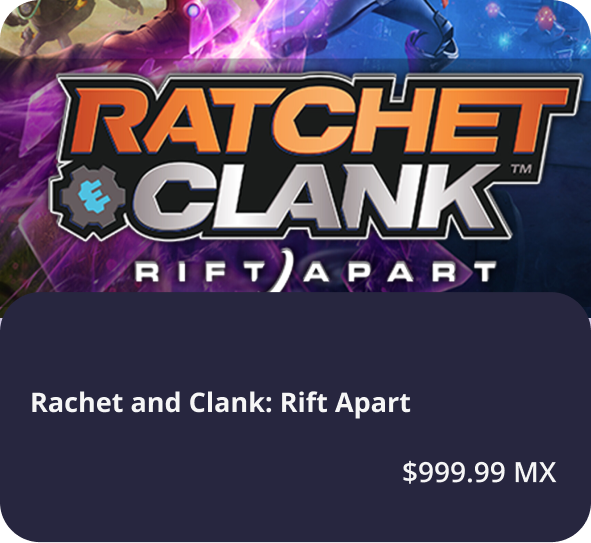 RATCHET
CLANK™
RIFT APART
Rachet and Clank: Rift Apart
$999.99 MX